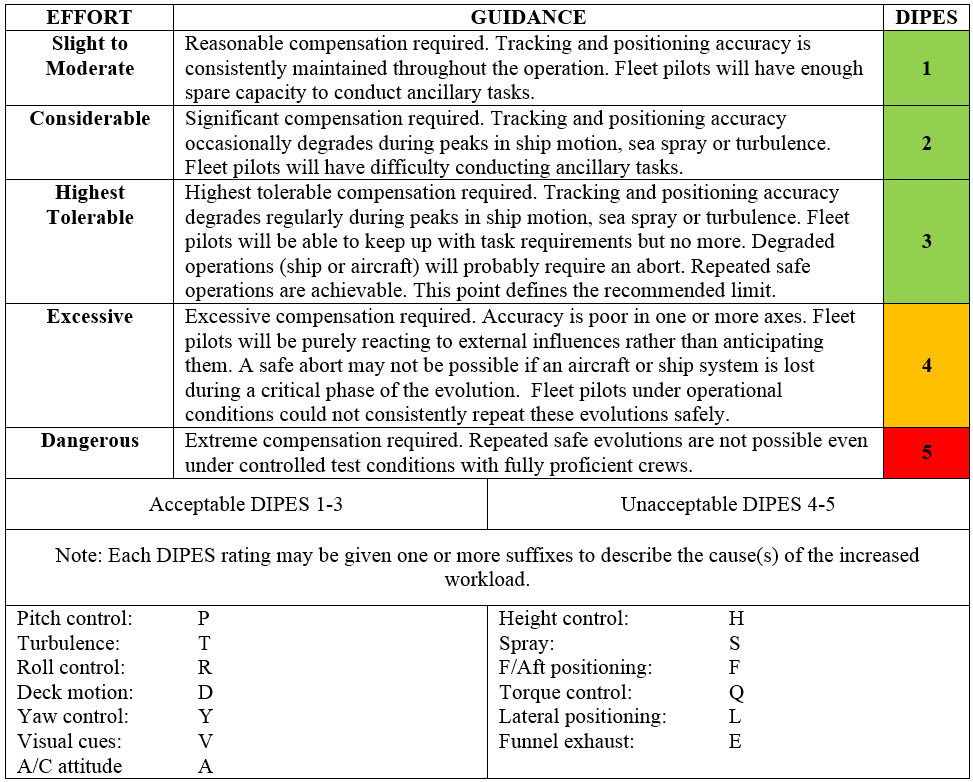 EFFORT GUIDANCE DIPES
Slight to
Moderate
Reasonable compensation required. Tracking and positioning accuracy is
consistently maintained throughout the operation. Fleet pilots will have enough
spare capacity to conduct ancillary tasks.
1
Considerable
Significant compensation required. Tracking and positioning accuracy
occasionally degrades during peaks in ship motion, sea spray or turbulence.
Fleet pilots will have difficulty conducting ancillary tasks.
2
Highest
Tolerable
Highest tolerable compensation required. Tracking and positioning accuracy
degrades regularly during peaks in ship motion, sea spray or turbulence. Fleet
pilots will be able to keep up with task requirements but no more. Degraded
operations (ship or aircraft) will probably require an abort. Repeated safe
operations are achievable. This point defines the recommended limit.
3
Excessive
Excessive compensation required. Accuracy is poor in one or more axes. Fleet
pilots will be purely reacting to external influences rather than anticipating
them. A safe abort may not be possible if an aircraft or ship system is lost
during a critical phase of the evolution. Fleet pilots under operational
conditions could not consistently repeat these evolutions safely.
4
Dangerous
Extreme compensation required. Repeated safe evolutions are not possible even
under controlled test conditions with fully proficient crews.
5
Acceptable DIPES 1-3
Unacceptable DIPES 4-5
Note: Each DIPES rating may be given one or more suffixes to describe the cause(s) of the increased
workload.
Pitch control: P
Turbulence: T
Roll control: R
Deck motion: D
Yaw control: Y
Visual cues: V
A/C attitude A
Height control: H
Spray: S
F/Aft positioning: F
Torque control: Q
Lateral positioning: L
Funnel exhaust: E